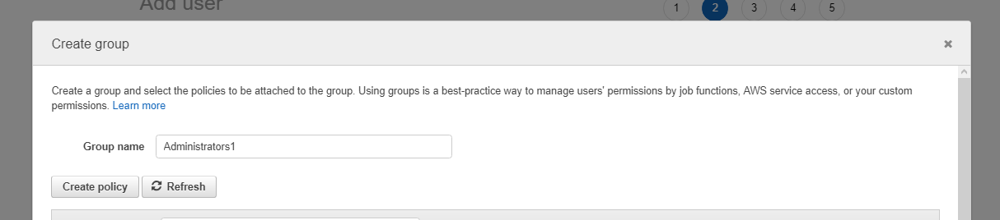 Add user
1 2 3 4 5
Create group
×
Create a group and select the policies to be attached to the group. Using groups is a best-practice way to manage users' permissions by job functions, AWS service access, or your custom
permissions. Learn more
Group name Administrators1
Create policy Refresh